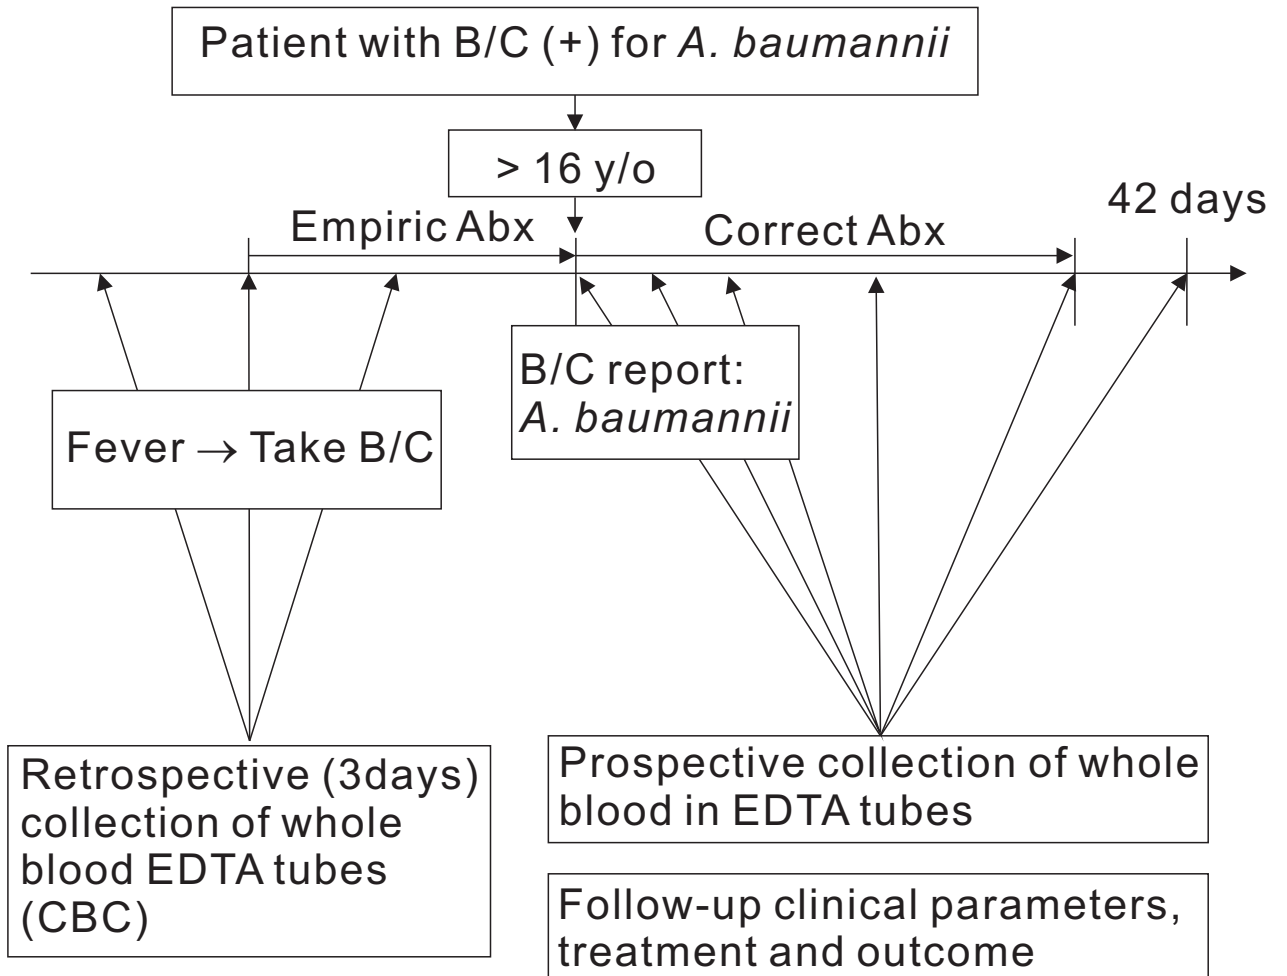 Patient with B/C (+) for A. baumannii
> 16 y/o
42 days
Empiric Abx
Correct Abx
B/C report:
A. baumannii
Fever → Take B/C
Retrospective (3days)
collection of whole
blood EDTA tubes
(CBC)
Prospective collection of whole
blood in EDTA tubes
Follow-up clinical parameters,
treatment and outcome